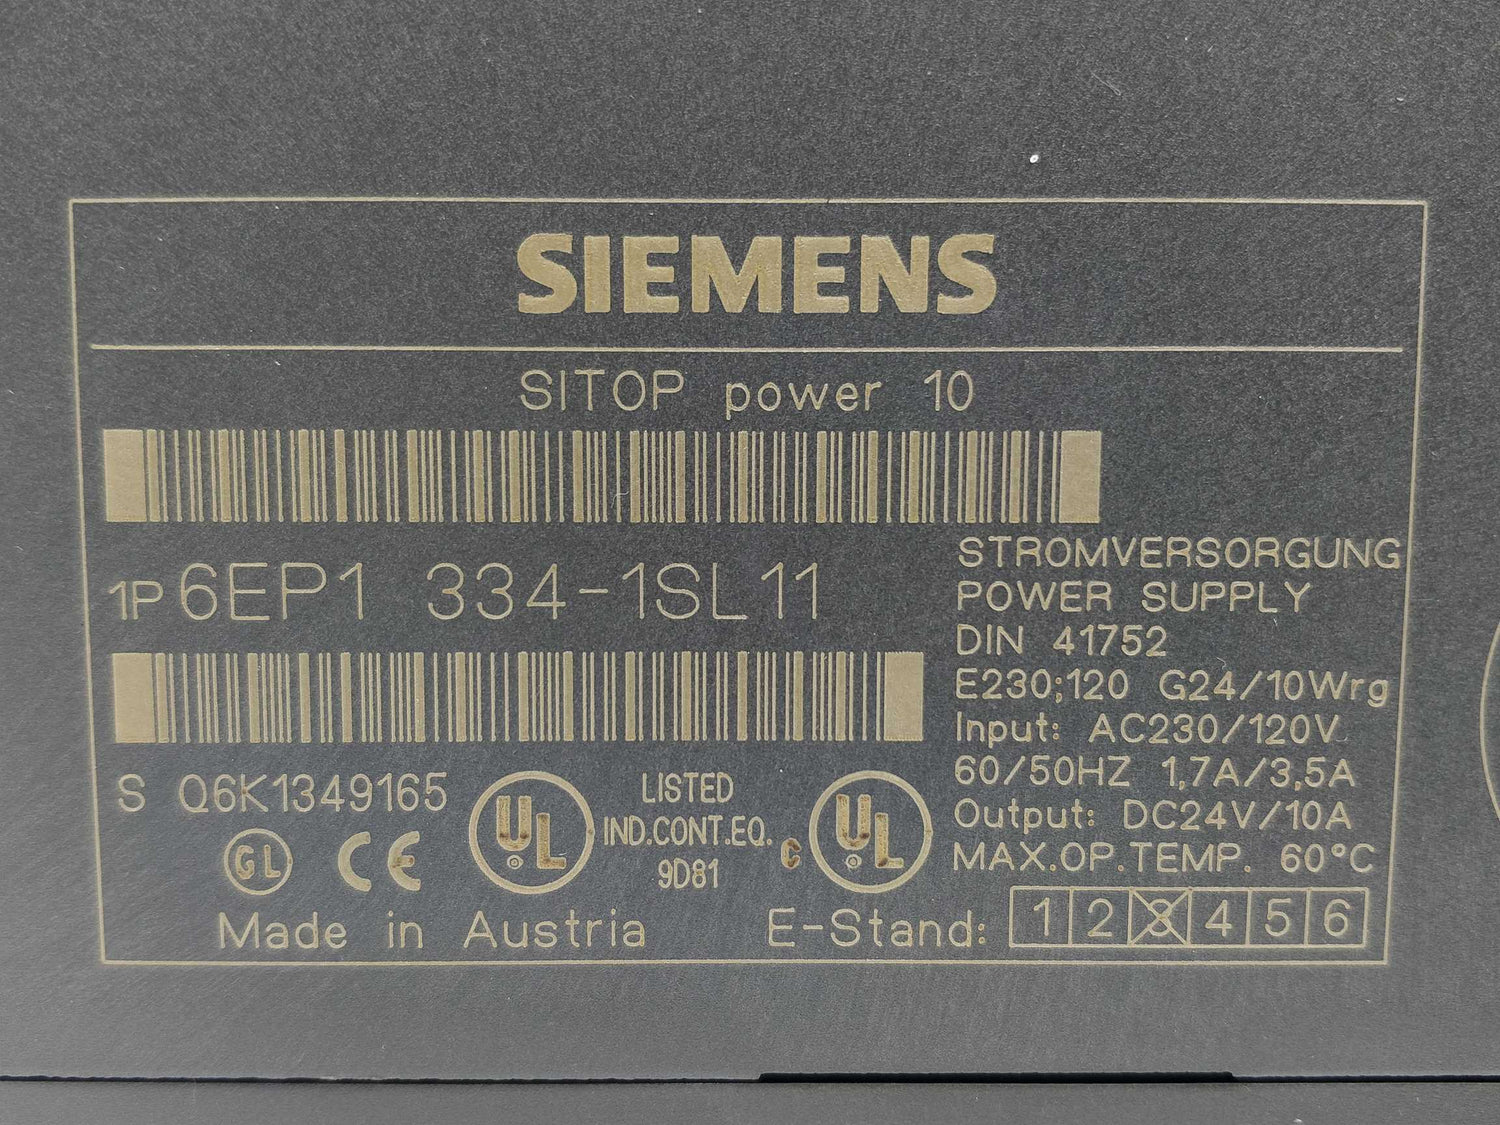 SIEMENS
SITOP power 10
1P 6EP1 334-1SL11
STROMVERSORGUNG
POWER SUPPLY
DIN 41752
E230;120 G24/10Wrg
Input: AC230/120V
60/50HZ 1,7A/3,5A
Output: DC24V/10A
MAX.OP.TEMP. 60°C
S Q6K1349165
GL CE UL
LISTED
IND.CONT.EQ.
9D81
C UL
Made in Austria
E-Stand: 1 2 3 4 5 6